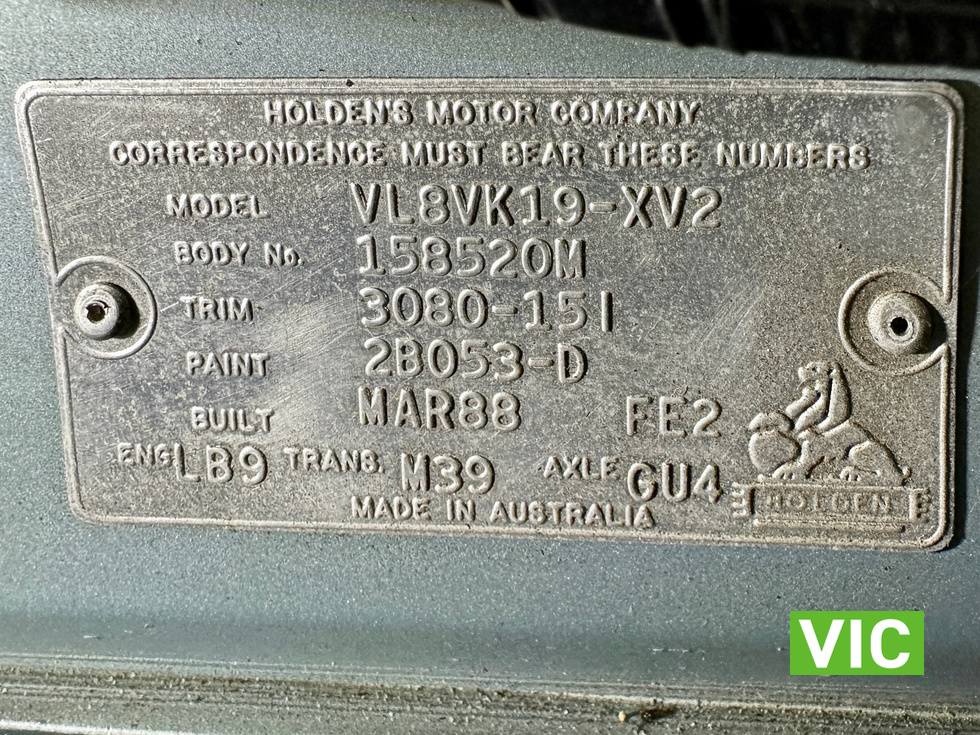 HOLDEN'S MOTOR COMPANY
CORRESPONDENCE MUST BEAR THESE NUMBERS
MODEL VL8VK19-XV2
BODY No. 158520M
TRIM 3080-15I
PAINT 2B053-D
BUILT MAR88 FE2
ENG LB9 TRANS. M39 AXLE GU4
HOLDEN
MADE IN AUSTRALIA
VIC